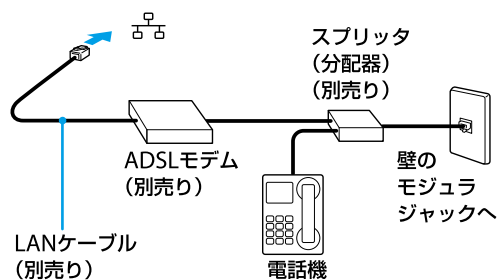 スプリッタ
（分配器）
（別売り）
ADSLモデム
（別売り）
壁の
モジュラ
ジャックへ
LANケーブル
（別売り）
電話機